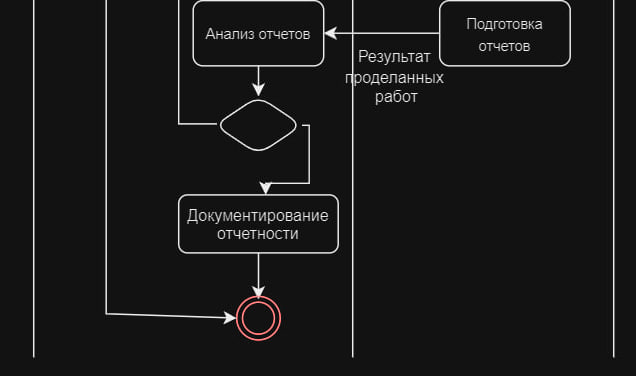 Анализ отчетов
Подготовка
отчетов
Результат
проделанных
работ
Документирование
отчетности